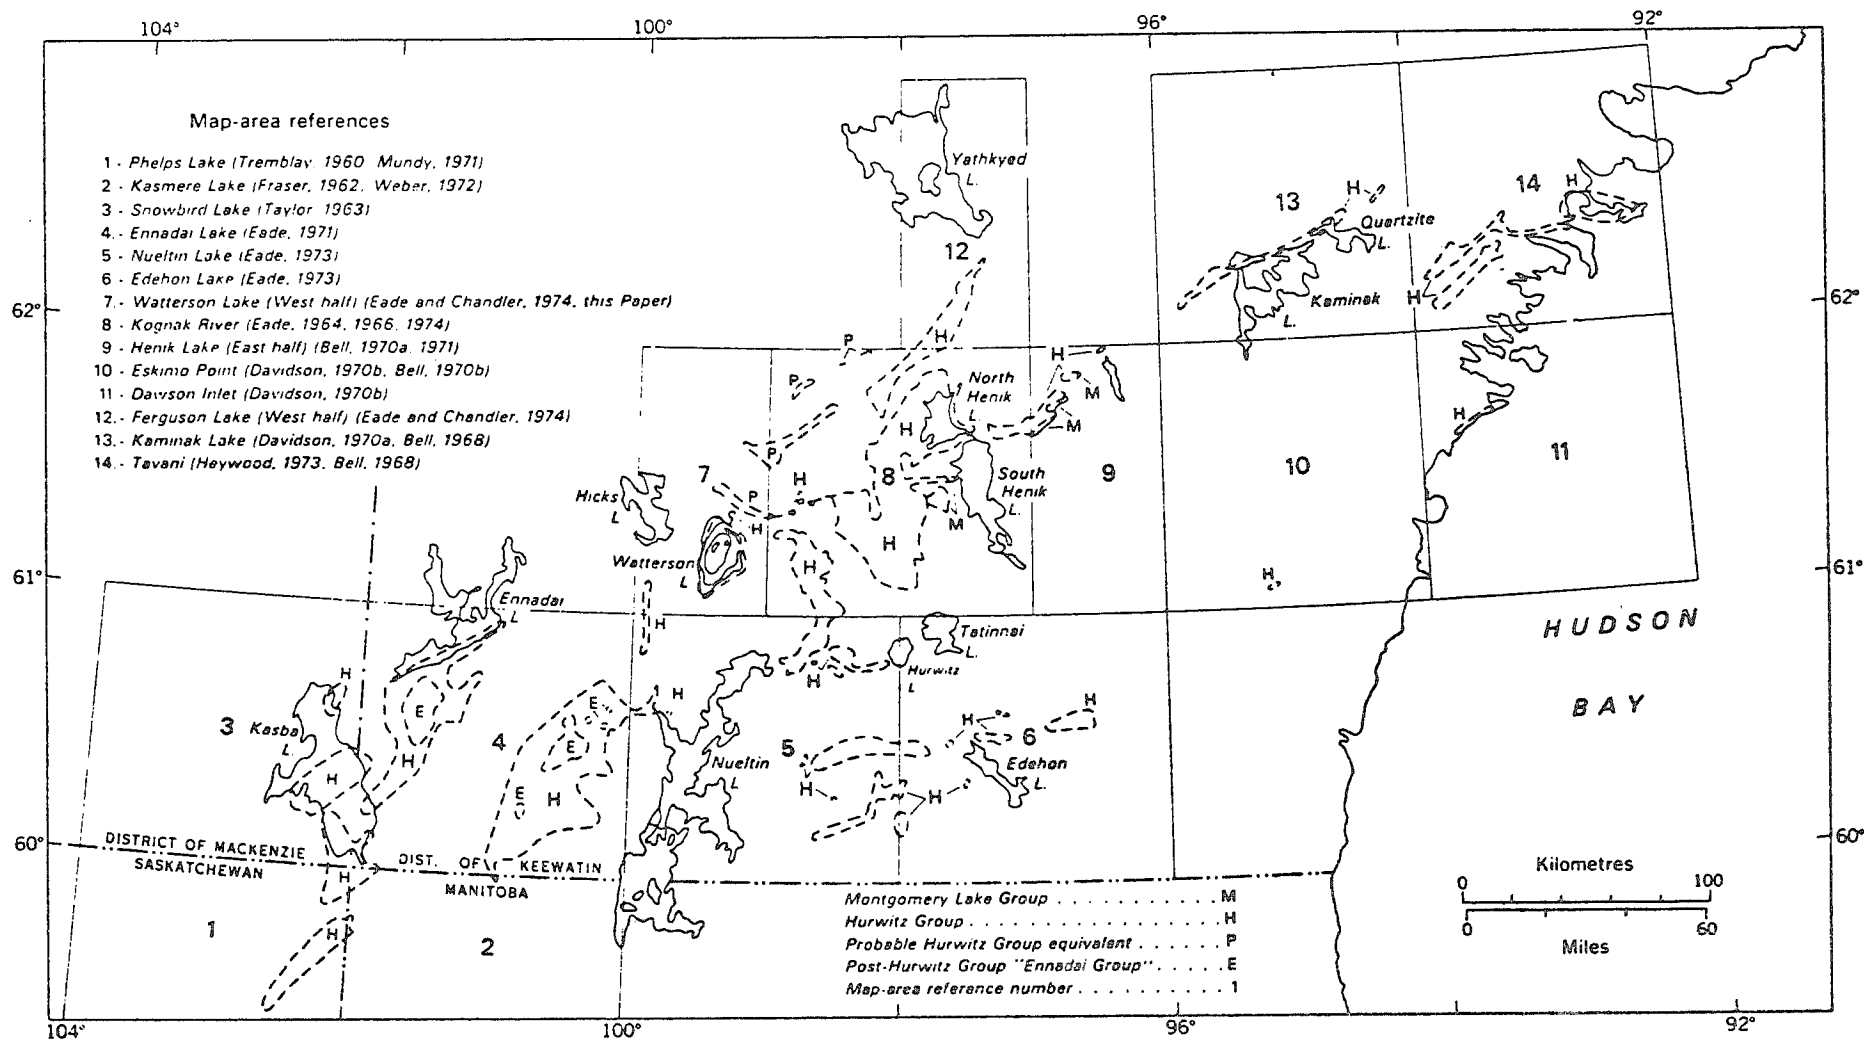 104° 100° 96° 92°
Map-area references
1 - Phelps Lake (Tremblay, 1960 Mundy, 1971)
2 - Kasmere Lake (Fraser, 1962, Weber, 1972)
3 - Snowbird Lake (Taylor 1963)
4.- Ennadai Lake (Eade, 1971)
5 - Nueltin Lake (Eade, 1973)
6 - Edehon Lake (Eade, 1973)
7.- Watterson Lake (West half) (Eade and Chandler, 1974, this Paper)
8 - Kognak River (Eade, 1964, 1966, 1974)
9 - Henik Lake (East half) (Bell, 1970a, 1971)
10 - Eskimo Point (Davidson, 1970b, Bell, 1970b)
11 - Dawson Inlet (Davidson, 1970b)
12.- Ferguson Lake (West half) (Eade and Chandler, 1974)
13.- Kaminak Lake (Davidson, 1970a, Bell, 1968)
14.- Tavani (Heywood, 1973, Bell, 1968)
Yathkyed
L.
12
13
H
Quartzite
L.
Kaminak
L.
14
H
H
62°
62°
P
H
P
P
North
Henik
L
H
M
M
H
8
South
Henik
L
M
9
10
11
H
7
P
H
H
H
H
Hicks
L
Watterson
L
61°
61°
H
Ennadai
L
H
Tatinnai
L.
Hurwitz
L
H
HUDSON
BAY
3
Kasba
L.
H
H
E
H
4
E
E
E
H
H
Nueltin
L
5
H
H
H
6
H
Edehon
L.
60°
60°
DISTRICT OF MACKENZIE
SASKATCHEWAN
DIST. OF KEEWATIN
MANITOBA
H
H
1
2
Montgomery Lake Group . . . . . . . . . . . M
Hurwitz Group . . . . . . . . . . . . . . . . . H
Probable Hurwitz Group equivalent . . . . . . P
Post-Hurwitz Group "Ennadai Group" . . . . . E
Map-area reference number . . . . . . . . . . 1
Kilometres
0 100
0 60
Miles
104° 100° 96° 92°